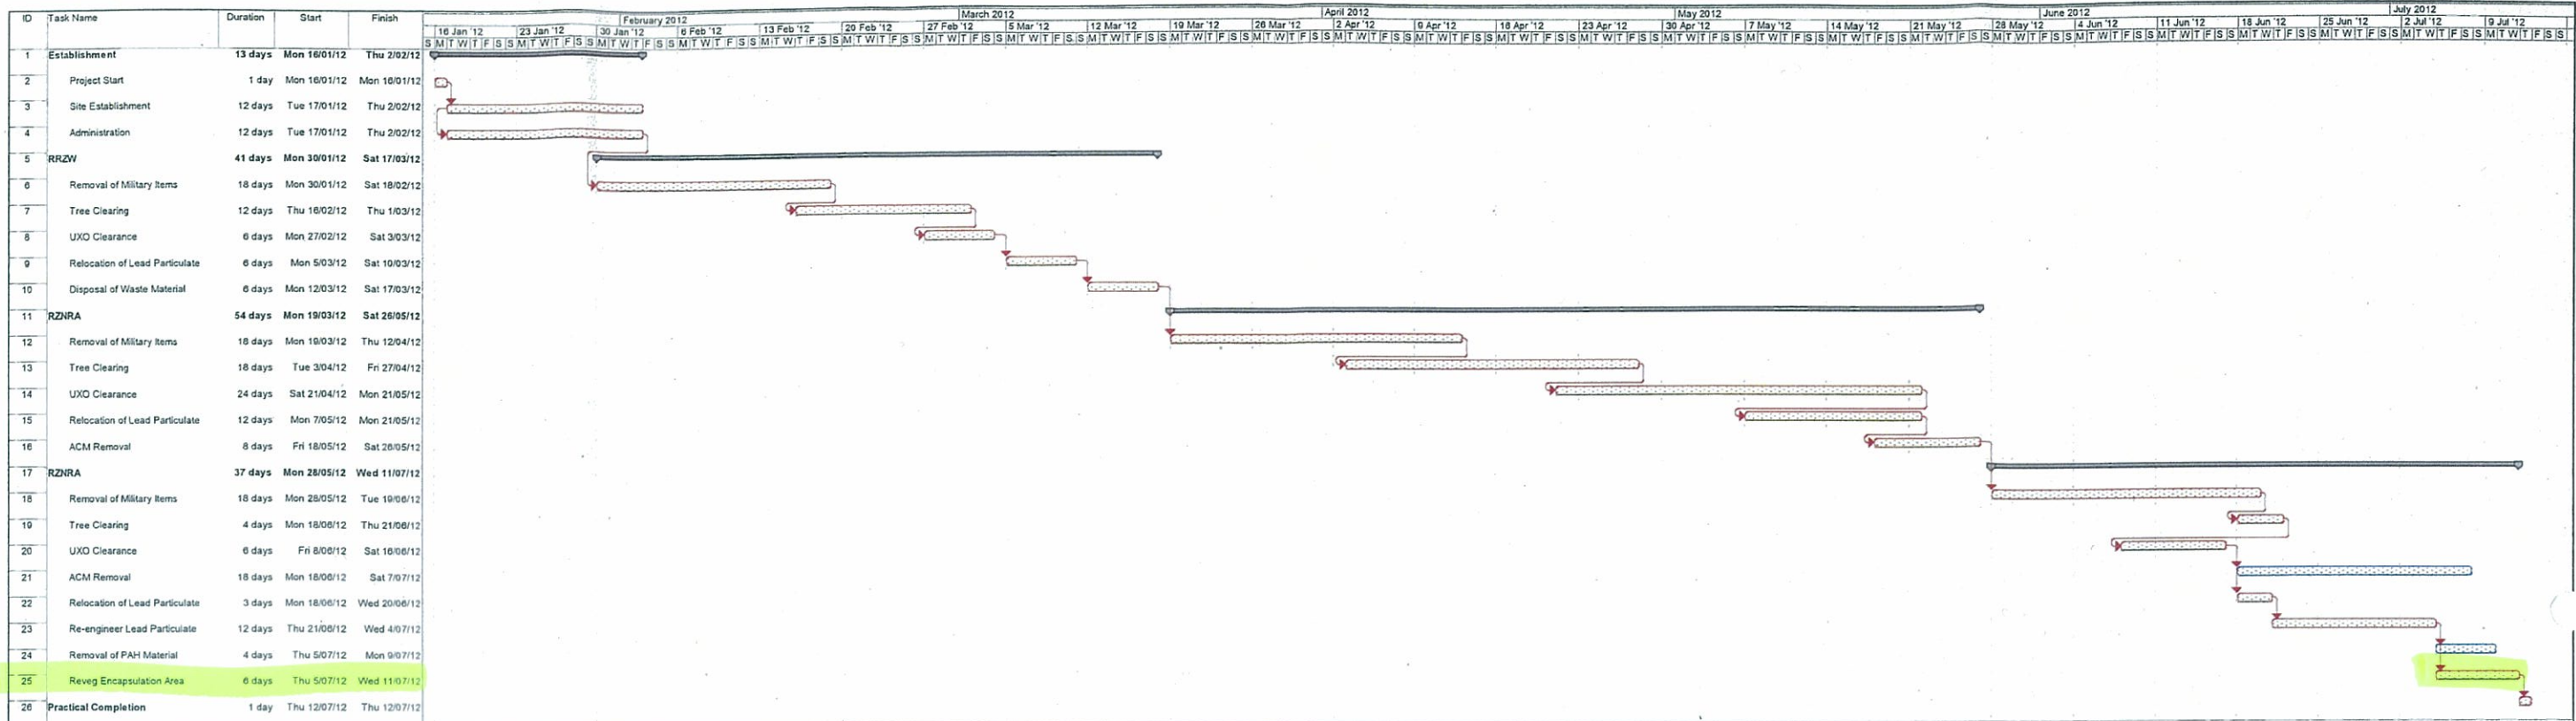 ID Task Name Duration Start Finish
February 2012 March 2012 April 2012 May 2012 June 2012 July 2012
16 Jan '12 23 Jan '12 30 Jan '12 6 Feb '12 13 Feb '12 20 Feb '12 27 Feb '12 5 Mar '12 12 Mar '12 19 Mar '12 26 Mar '12 2 Apr '12 9 Apr '12 16 Apr '12 23 Apr '12 30 Apr '12 7 May '12 14 May '12 21 May '12 28 May '12 4 Jun '12 11 Jun '12 18 Jun '12 25 Jun '12 2 Jul '12 9 Jul '12
S M T W T F S S M T W T F S S M T W T F S S M T W T F S S M T W T F S S M T W T F S S M T W T F S S M T W T F S S M T W T F S S M T W T F S S M T W T F S S M T W T F S S M T W T F S S M T W T F S S M T W T F S S M T W T F S S M T W T F S S M T W T F S S M T W T F S S M T W T F S S M T W T F S S M T W T F S S M T W T F S S M T W T F S S M T W T F S S M T W T F S S
1 Establishment 13 days Mon 16/01/12 Thu 2/02/12
2 Project Start 1 day Mon 16/01/12 Mon 16/01/12
3 Site Establishment 12 days Tue 17/01/12 Thu 2/02/12
4 Administration 12 days Tue 17/01/12 Thu 2/02/12
5 RRZW 41 days Mon 30/01/12 Sat 17/03/12
6 Removal of Military Items 18 days Mon 30/01/12 Sat 18/02/12
7 Tree Clearing 12 days Thu 16/02/12 Thu 1/03/12
8 UXO Clearance 6 days Mon 27/02/12 Sat 3/03/12
9 Relocation of Lead Particulate 6 days Mon 5/03/12 Sat 10/03/12
10 Disposal of Waste Material 6 days Mon 12/03/12 Sat 17/03/12
11 RZNRA 54 days Mon 19/03/12 Sat 26/05/12
12 Removal of Military Items 18 days Mon 19/03/12 Thu 12/04/12
13 Tree Clearing 18 days Tue 3/04/12 Fri 27/04/12
14 UXO Clearance 24 days Sat 21/04/12 Mon 21/05/12
15 Relocation of Lead Particulate 12 days Mon 7/05/12 Mon 21/05/12
16 ACM Removal 8 days Fri 18/05/12 Sat 26/05/12
17 RZNRA 37 days Mon 28/05/12 Wed 11/07/12
18 Removal of Military Items 18 days Mon 28/05/12 Tue 19/06/12
19 Tree Clearing 4 days Mon 18/06/12 Thu 21/06/12
20 UXO Clearance 6 days Fri 8/06/12 Sat 16/06/12
21 ACM Removal 18 days Mon 18/06/12 Sat 7/07/12
22 Relocation of Lead Particulate 3 days Mon 18/06/12 Wed 20/06/12
23 Re-engineer Lead Particulate 12 days Thu 21/06/12 Wed 4/07/12
24 Removal of PAH Material 4 days Thu 5/07/12 Mon 9/07/12
25 Reveg Encapsulation Area 6 days Thu 5/07/12 Wed 11/07/12
26 Practical Completion 1 day Thu 12/07/12 Thu 12/07/12